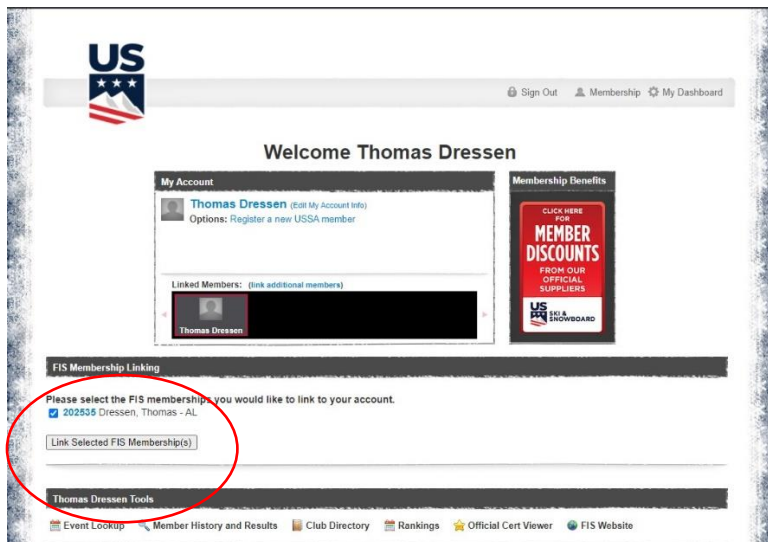 US
Sign Out Membership My Dashboard
Welcome Thomas Dressen
My Account
Thomas Dressen (Edit My Account Info)
Options: Register a new USSA member
Linked Members: (link additional members)
Thomas Dressen
Membership Benefits
CLICK HERE
FOR
MEMBER
DISCOUNTS
FROM OUR
OFFICIAL
SUPPLIERS
US
SKI &
SNOWBOARD
FIS Membership Linking
Please select the FIS memberships you would like to link to your account.
202535 Dressen, Thomas - AL
Link Selected FIS Membership(s)
Thomas Dressen Tools
Event Lookup Member History and Results Club Directory Rankings Official Cert Viewer FIS Website